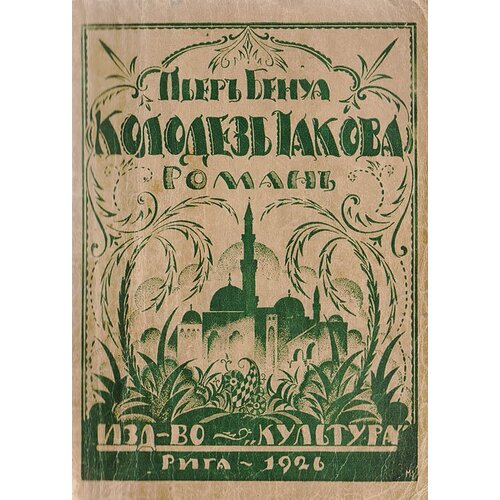 Пьеръ Бенуа
Колодезь Іакова
Романъ
Изд-во „Культура"
Рига ~ 1926